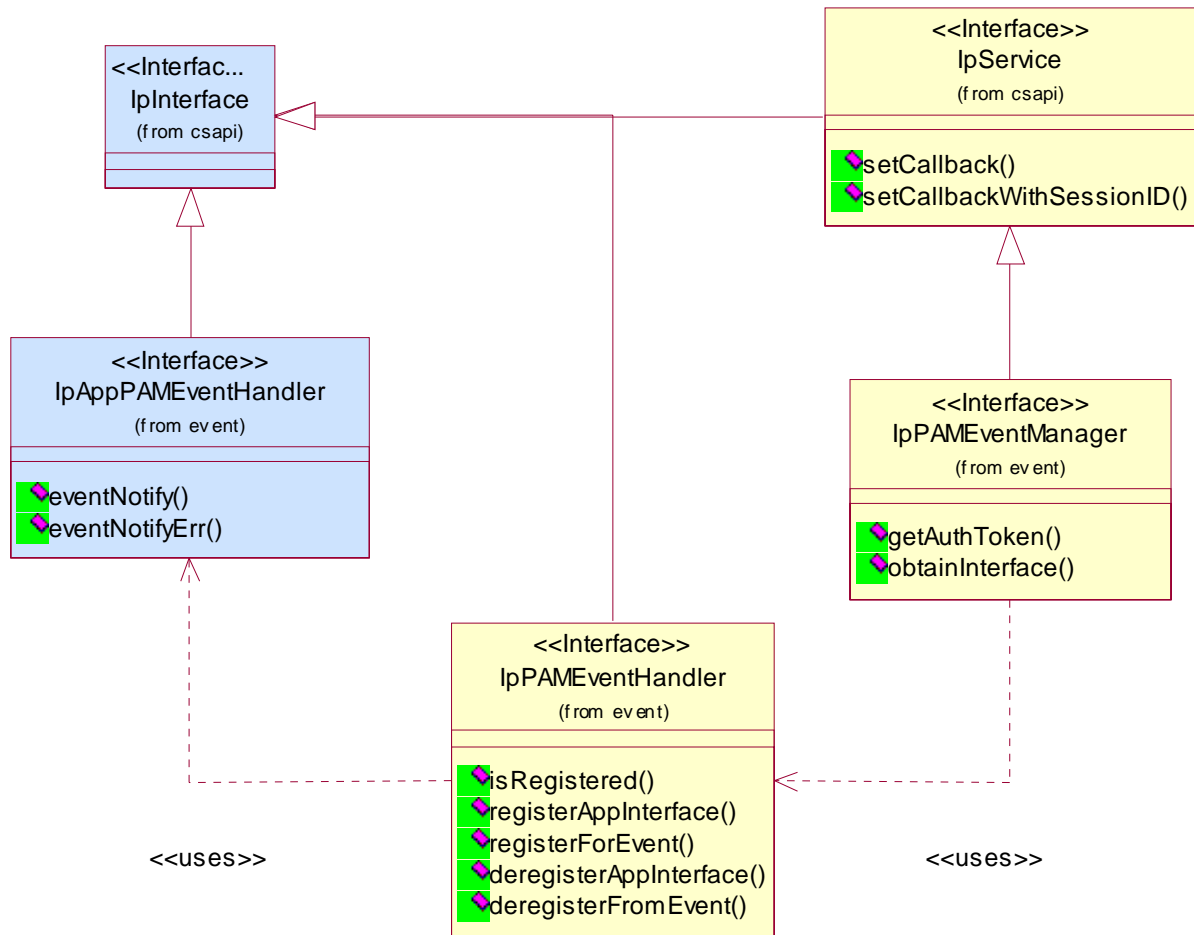 <<Interfac...
IpInterface
(from csapi)
<<Interface>>
IpService
(from csapi)
setCallback()
setCallbackWithSessionID()
<<Interface>>
IpAppPAMEventHandler
(from event)
eventNotify()
eventNotifyErr()
<<Interface>>
IpPAMEventManager
(from event)
getAuthToken()
obtainInterface()
<<Interface>>
IpPAMEventHandler
(from event)
isRegistered()
registerAppInterface()
registerForEvent()
deregisterAppInterface()
deregisterFromEvent()
<<uses>>
<<uses>>